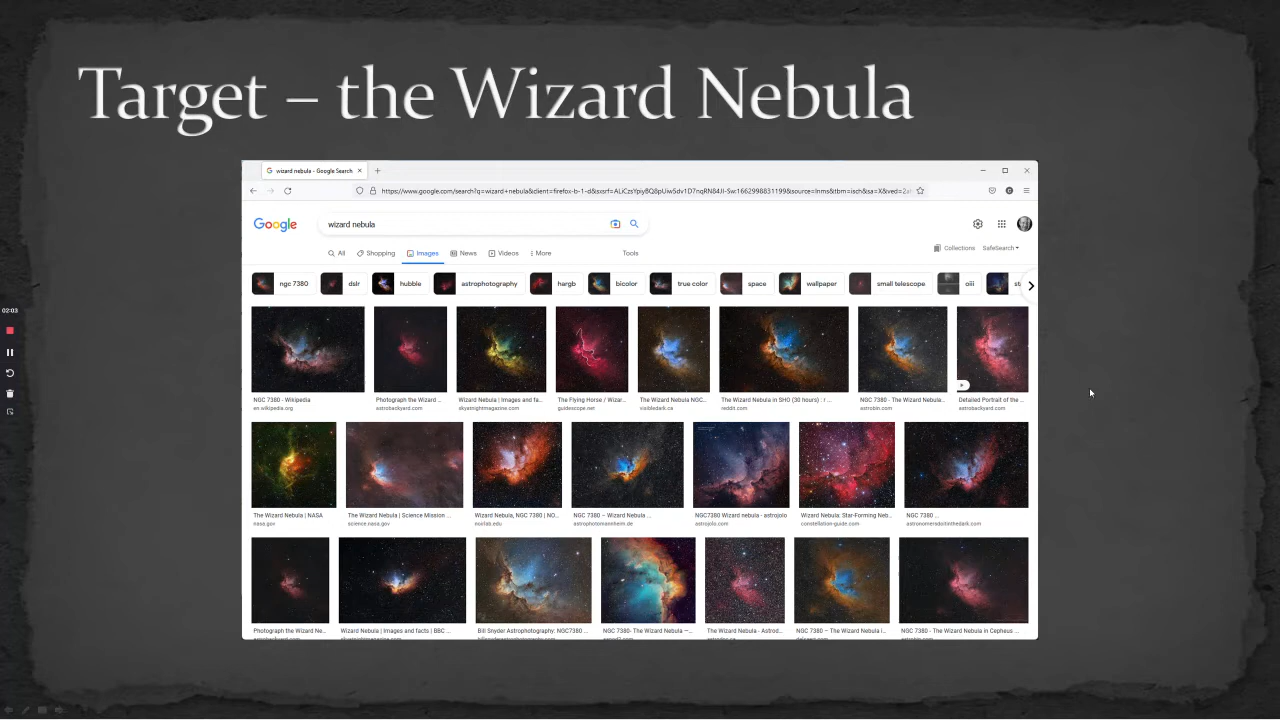 Target – the Wizard Nebula
wizard nebula - Google Search
Google
wizard nebula
All Shopping Images News Videos More Tools
Collections SafeSearch
ngc 7380 dslr hubble astrophotography hargb bicolor true color space wallpaper small telescope oiii
02:03
NGC 7380 - Wikipedia
en.wikipedia.org
Photograph the Wizard ...
astrobackyard.com
Wizard Nebula | Images and fa...
skyatnightmagazine.com
The Flying Horse / Wizar...
guidescope.net
The Wizard Nebula NGC...
visibledark.ca
The Wizard Nebula in SHO (30 hours) : r ...
reddit.com
NGC 7380 - The Wizard Nebula...
astrobin.com
Detailed Portrait of the ...
astrobackyard.com
The Wizard Nebula | NASA
nasa.gov
The Wizard Nebula | Science Mission ...
science.nasa.gov
Wizard Nebula, NGC 7380 | NO...
noirlab.edu
NGC 7380 – Wizard Nebula ...
astrophotomannheim.de
NGC7380 Wizard nebula - astrojolo
astrojolo.com
Wizard Nebula: Star-Forming Neb...
constellation-guide.com
NGC 7380 ...
astronomersdoitinthedark.com
Photograph the Wizard Ne...
Wizard Nebula | Images and facts | BBC ...
Bill Snyder Astrophotography: NGC7380 ...
NGC 7380- The Wizard Nebula –...
The Wizard Nebula - Astrod...
NGC 7380 – The Wizard Nebula i...
NGC 7380 - The Wizard Nebula in Cepheus ...